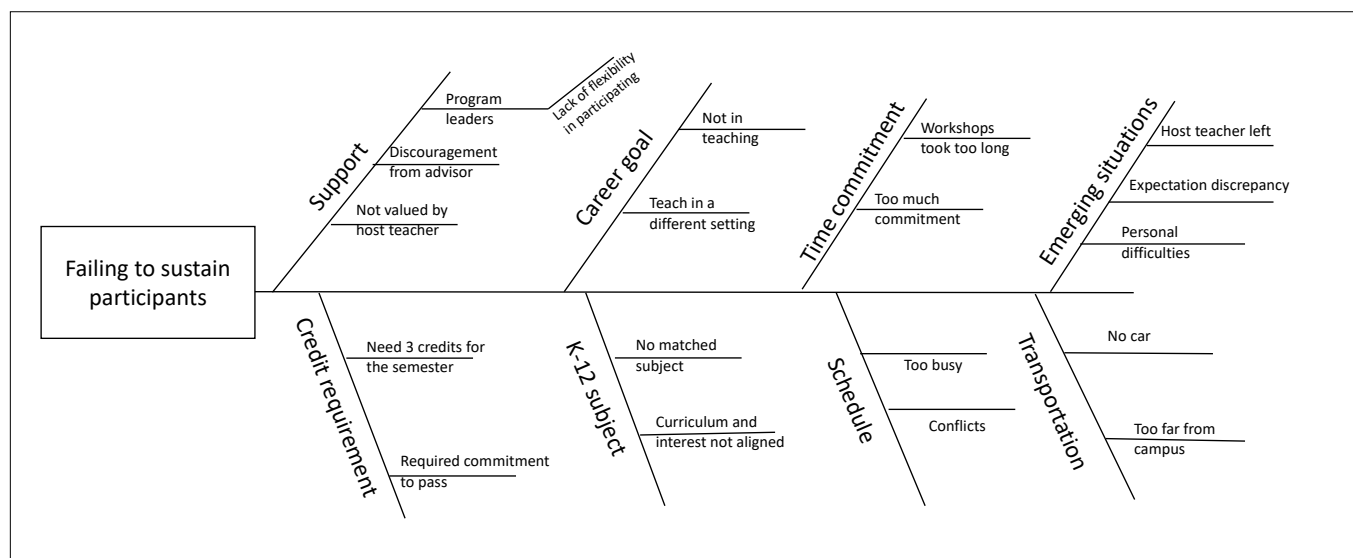 Failing to sustain
participants
Support
Program
leaders
Lack of flexibility
in participating
Discouragement
from advisor
Not valued by
host teacher
Career goal
Not in
teaching
Teach in a
different setting
Time commitment
Workshops
took too long
Too much
commitment
Emerging situations
Host teacher left
Expectation discrepancy
Personal
difficulties
Credit requirement
Need 3 credits for
the semester
Required commitment
to pass
K-12 subject
No matched
subject
Curriculum and
interest not aligned
Schedule
Too busy
Conflicts
Transportation
No car
Too far from
campus